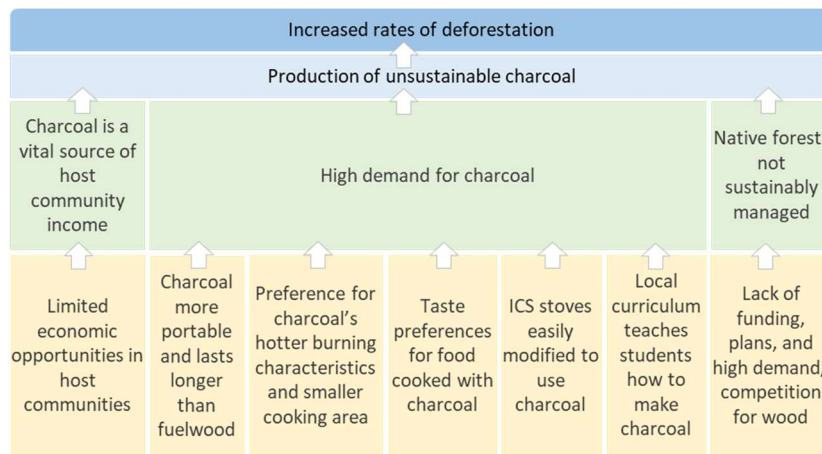 Increased rates of deforestation
Production of unsustainable charcoal
Charcoal is a
vital source of
host
community
income
High demand for charcoal
Native forest
not
sustainably
managed
Limited
economic
opportunities in
host
communities
Charcoal
more
portable
and lasts
longer
than
fuelwood
Preference for
charcoal’s
hotter burning
characteristics
and smaller
cooking area
Taste
preferences
for food
cooked with
charcoal
ICS stoves
easily
modified to
use
charcoal
Local
curriculum
teaches
students
how to
make
charcoal
Lack of
funding,
plans, and
high demand,
competition
for wood